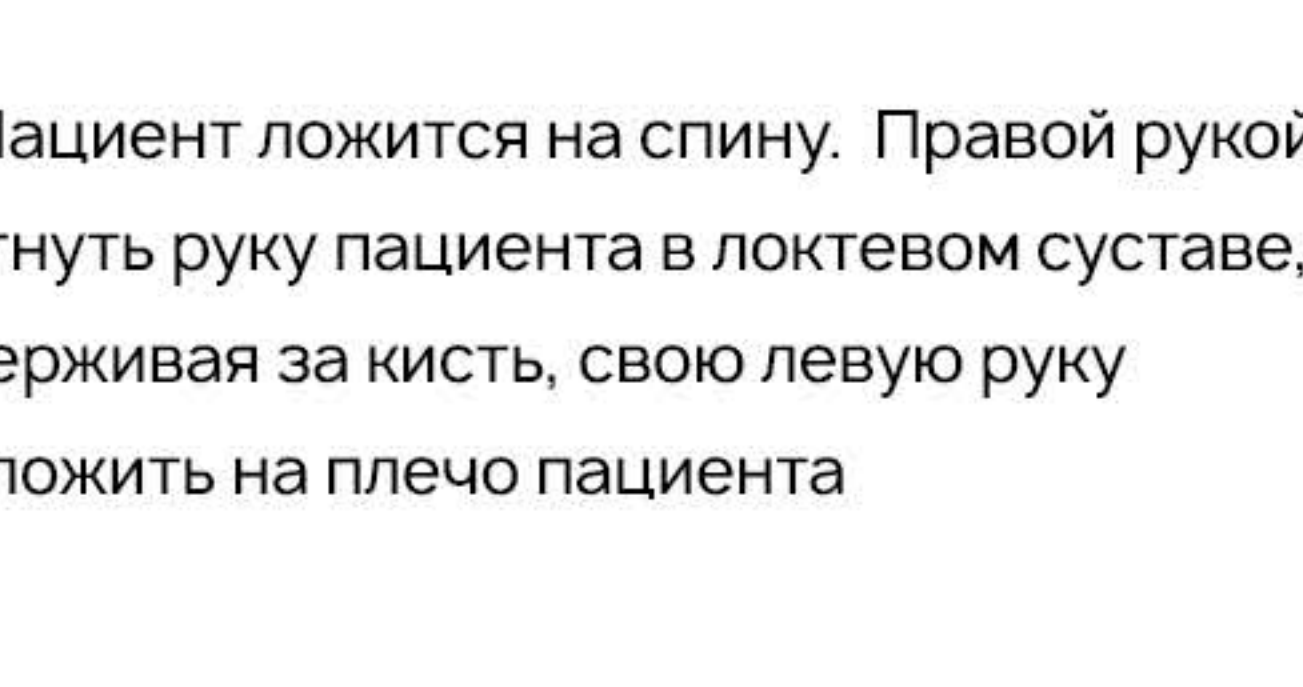 Пациент ложится на спину. Правой рукой
гнуть руку пациента в локтевом суставе,
ерживая за кисть, свою левую руку
ложить на плечо пациента